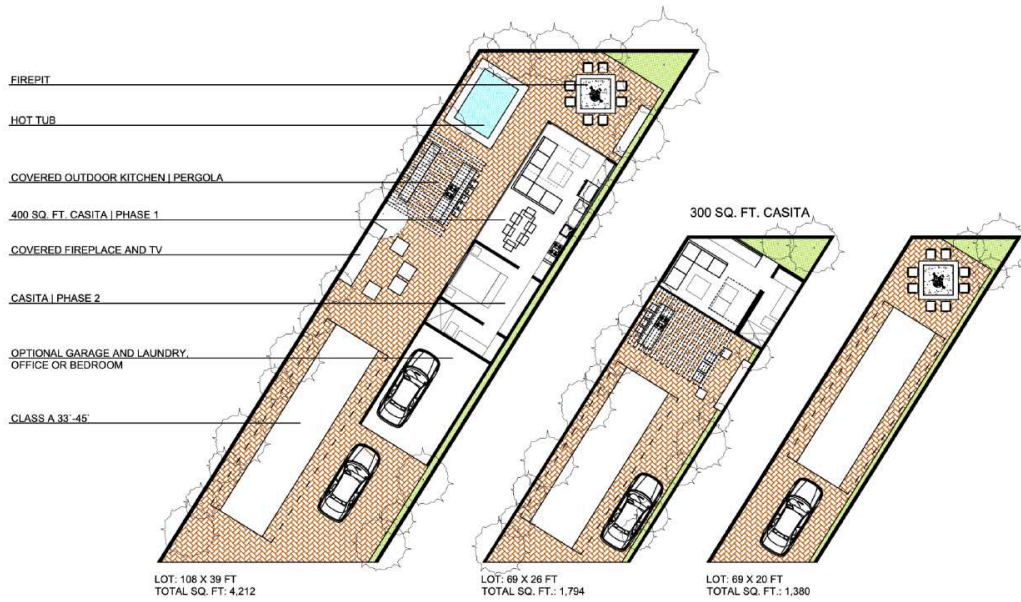 FIREPIT
HOT TUB
COVERED OUTDOOR KITCHEN | PERGOLA
400 SQ. FT. CASITA | PHASE 1
COVERED FIREPLACE AND TV
CASITA | PHASE 2
OPTIONAL GARAGE AND LAUNDRY,
OFFICE OR BEDROOM
CLASS A 33'-45'
300 SQ. FT. CASITA
LOT: 108 X 39 FT
TOTAL SQ. FT: 4,212
LOT: 69 X 26 FT
TOTAL SQ. FT.: 1,794
LOT: 69 X 20 FT
TOTAL SQ. FT.: 1,380